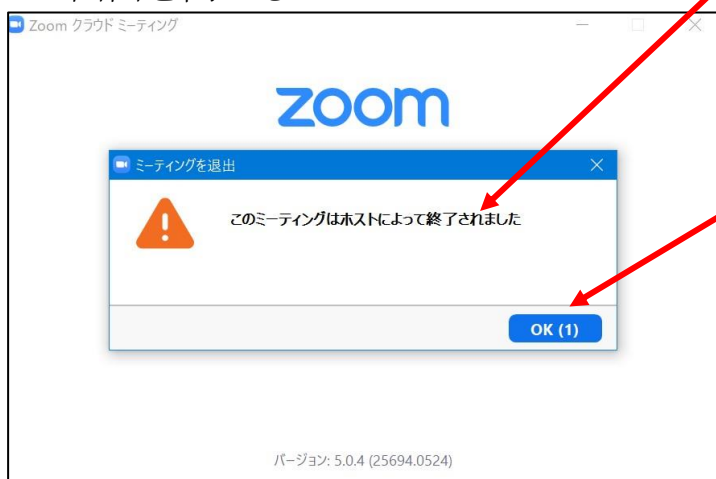 Zoom クラウド ミーティング
zoom
ミーティングを退出
このミーティングはホストによって終了されました
OK (1)
バージョン: 5.0.4 (25694.0524)